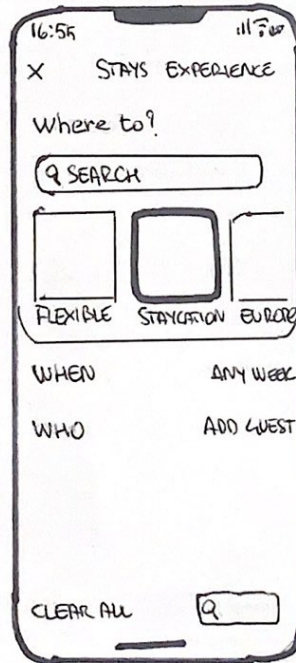 16:55
X STAYS EXPERIENCE
Where to?
SEARCH
FLEXIBLE STAYCATION EUROPE
WHEN ANY WEEK
WHO ADD GUEST
CLEAR ALL